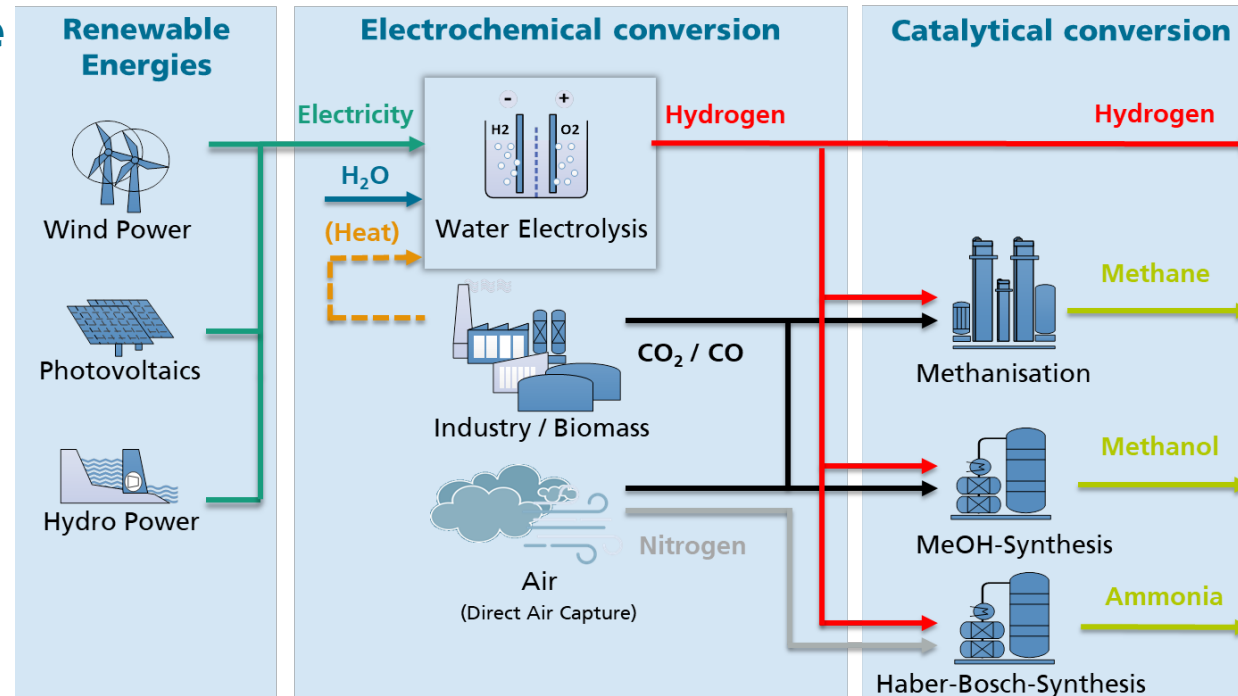 e
Renewable
Energies
Wind Power
Photovoltaics
Hydro Power
Electrochemical conversion
Electricity
H₂O
(Heat)
- +
H2 O2
Water Electrolysis
Hydrogen
Industry / Biomass
CO₂ / CO
Air
(Direct Air Capture)
Nitrogen
Catalytical conversion
Hydrogen
Methanisation
Methane
MeOH-Synthesis
Methanol
Haber-Bosch-Synthesis
Ammonia